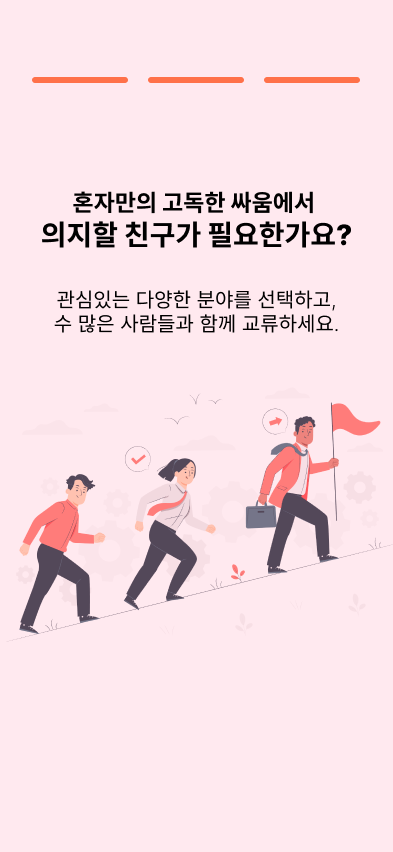 혼자만의 고독한 싸움에서
의지할 친구가 필요한가요?
관심있는 다양한 분야를 선택하고,
수 많은 사람들과 함께 교류하세요.